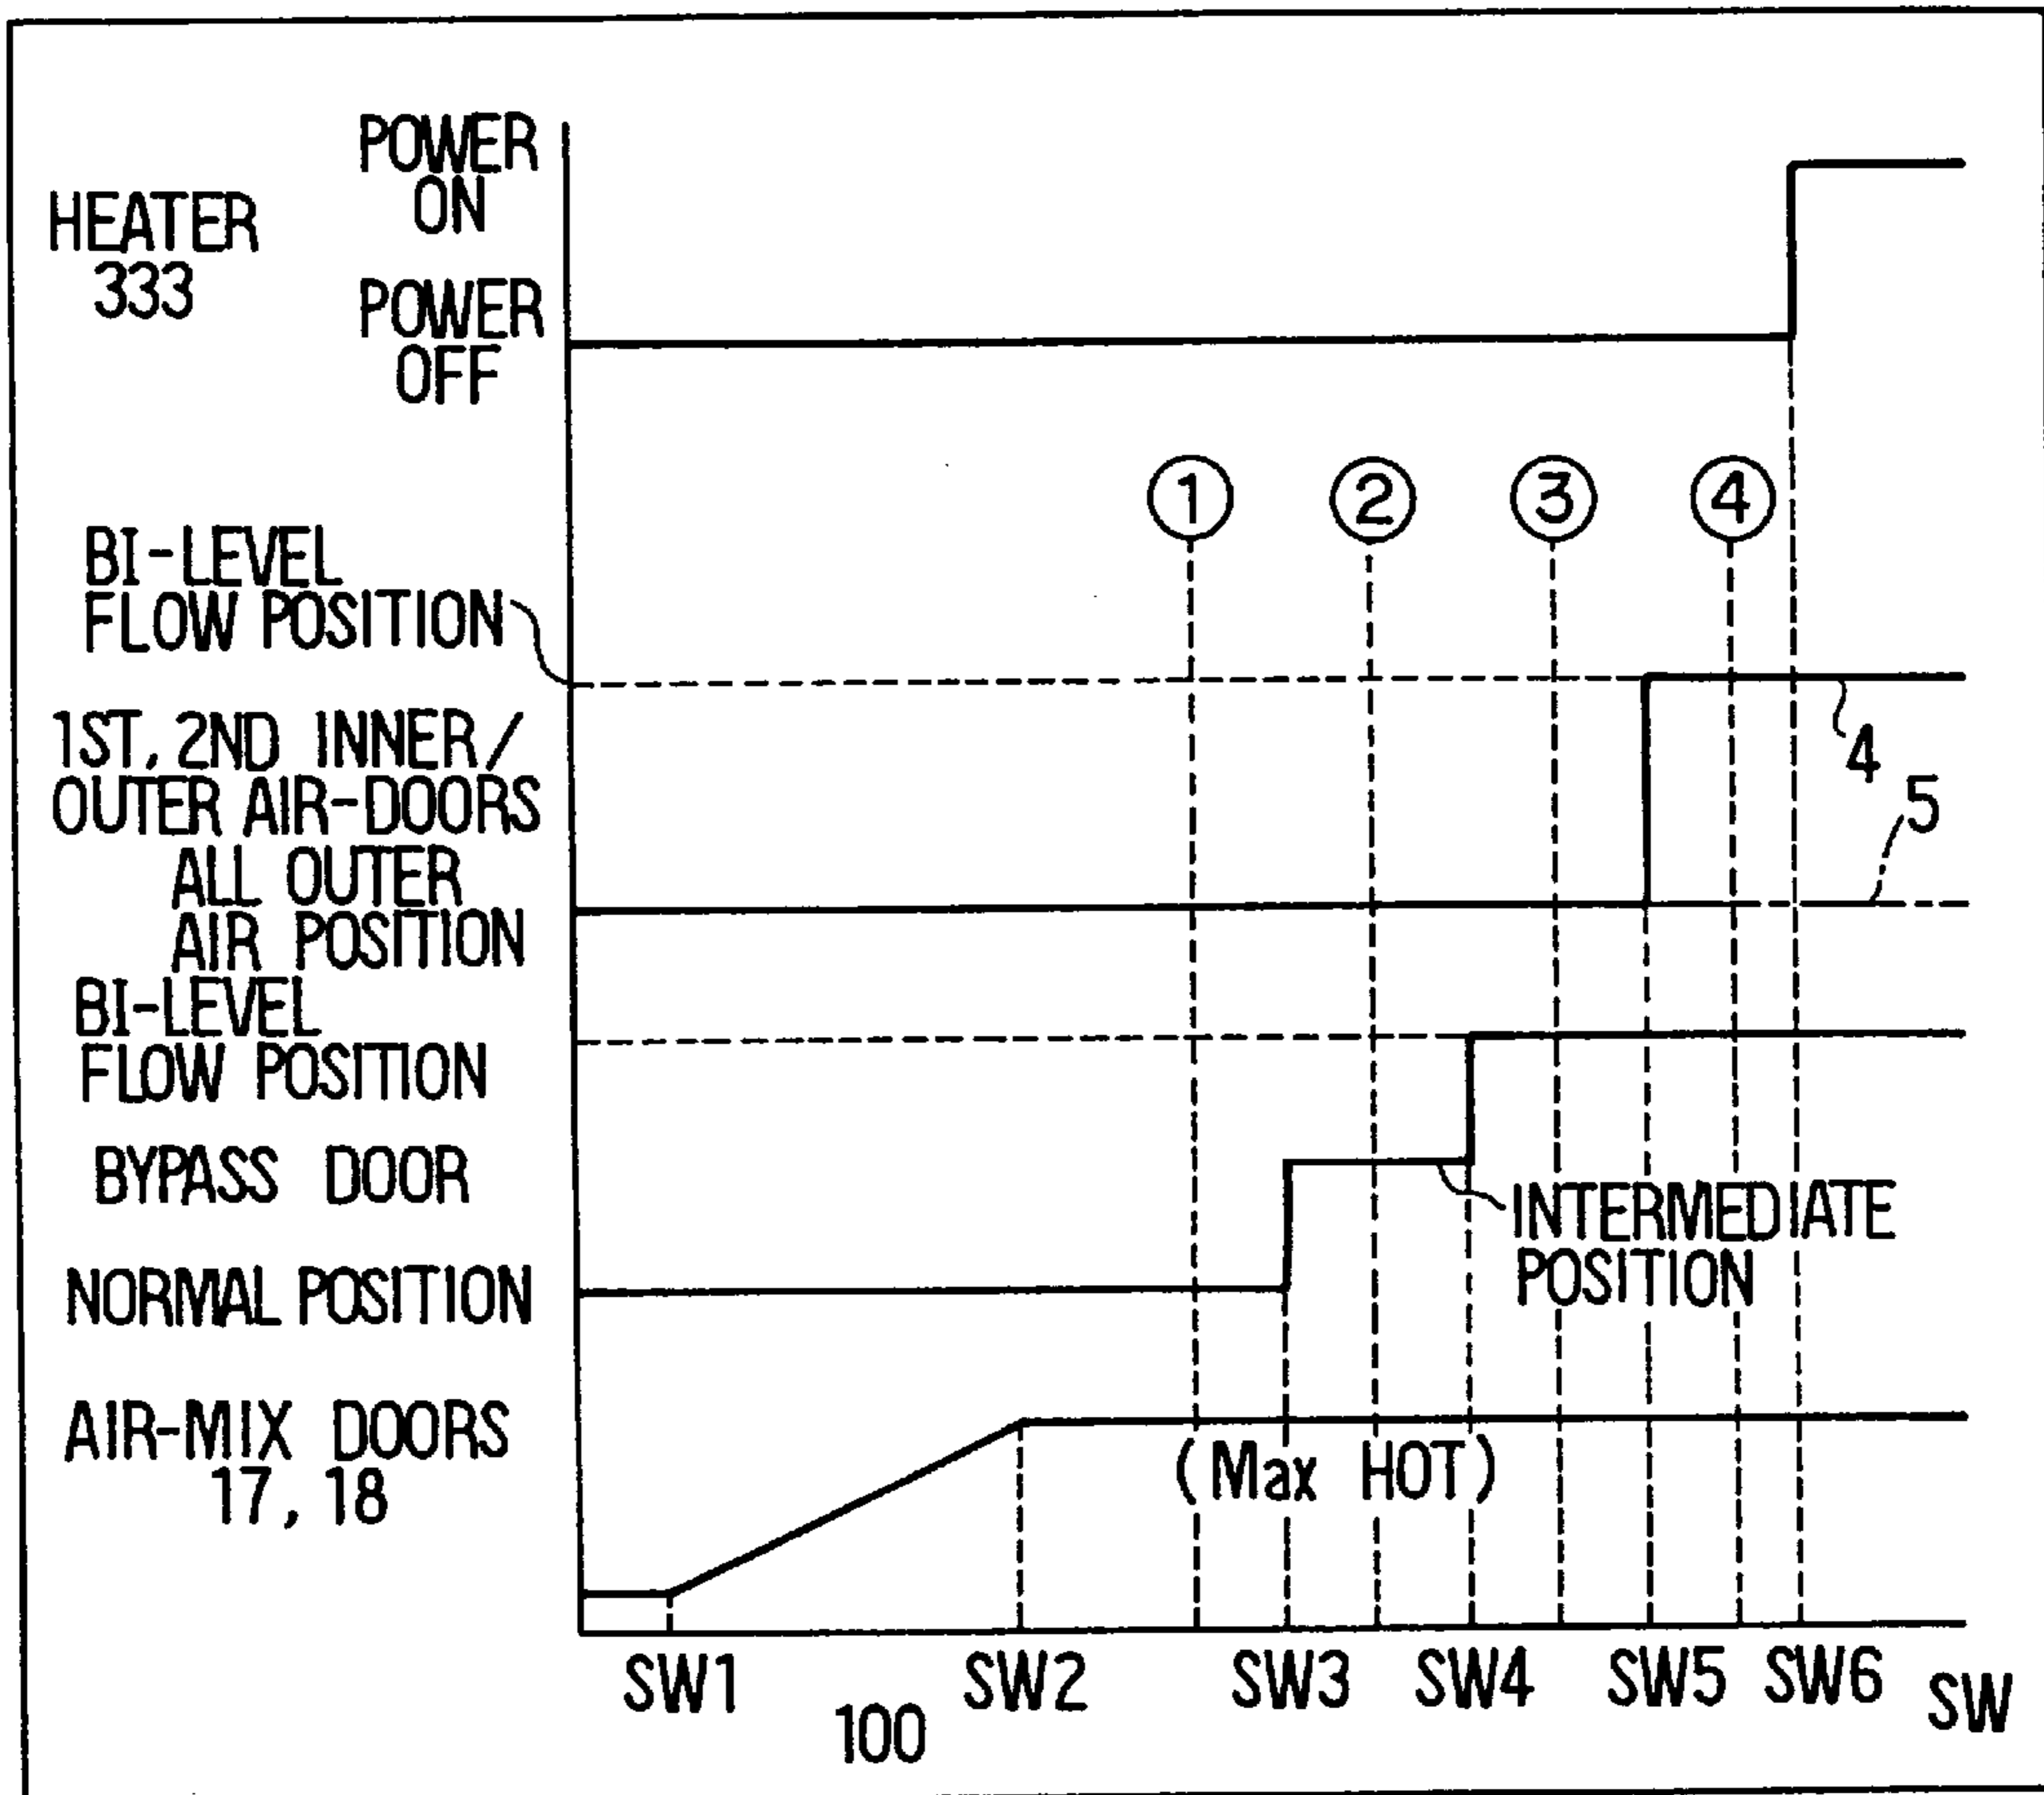 POWER
ON
HEATER
333
POWER
OFF
1
2
3
4
BI-LEVEL
FLOW POSITION
1ST, 2ND INNER/
OUTER AIR-DOORS
4
5
ALL OUTER
AIR POSITION
BI-LEVEL
FLOW POSITION
BYPASS DOOR
INTERMEDIATE
POSITION
NORMAL POSITION
AIR-MIX DOORS
17, 18
(Max HOT)
SW1
SW2
SW3
SW4
SW5
SW6
SW
100